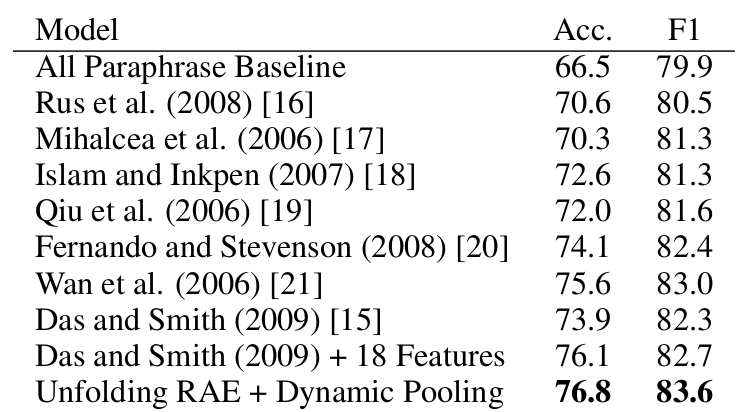 Model Acc. F1
All Paraphrase Baseline 66.5 79.9
Rus et al. (2008) [16] 70.6 80.5
Mihalcea et al. (2006) [17] 70.3 81.3
Islam and Inkpen (2007) [18] 72.6 81.3
Qiu et al. (2006) [19] 72.0 81.6
Fernando and Stevenson (2008) [20] 74.1 82.4
Wan et al. (2006) [21] 75.6 83.0
Das and Smith (2009) [15] 73.9 82.3
Das and Smith (2009) + 18 Features 76.1 82.7
Unfolding RAE + Dynamic Pooling 76.8 83.6